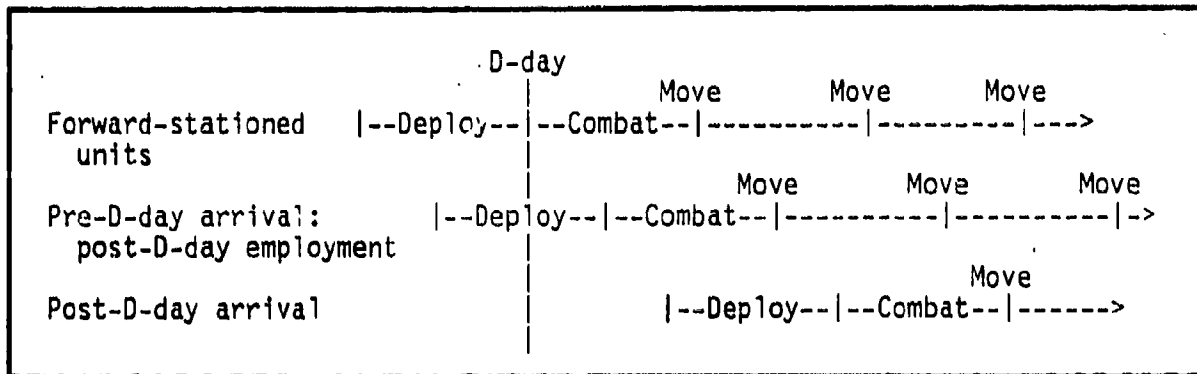 D-day
Move Move Move
Forward-stationed |--Deploy--|--Combat--|----------|---------|--->
units
Move Move Move
Pre-D-day arrival: |--Deploy--|--Combat--|----------|----------|->
post-D-day employment
Move
Post-D-day arrival |--Deploy--|--Combat--|------>